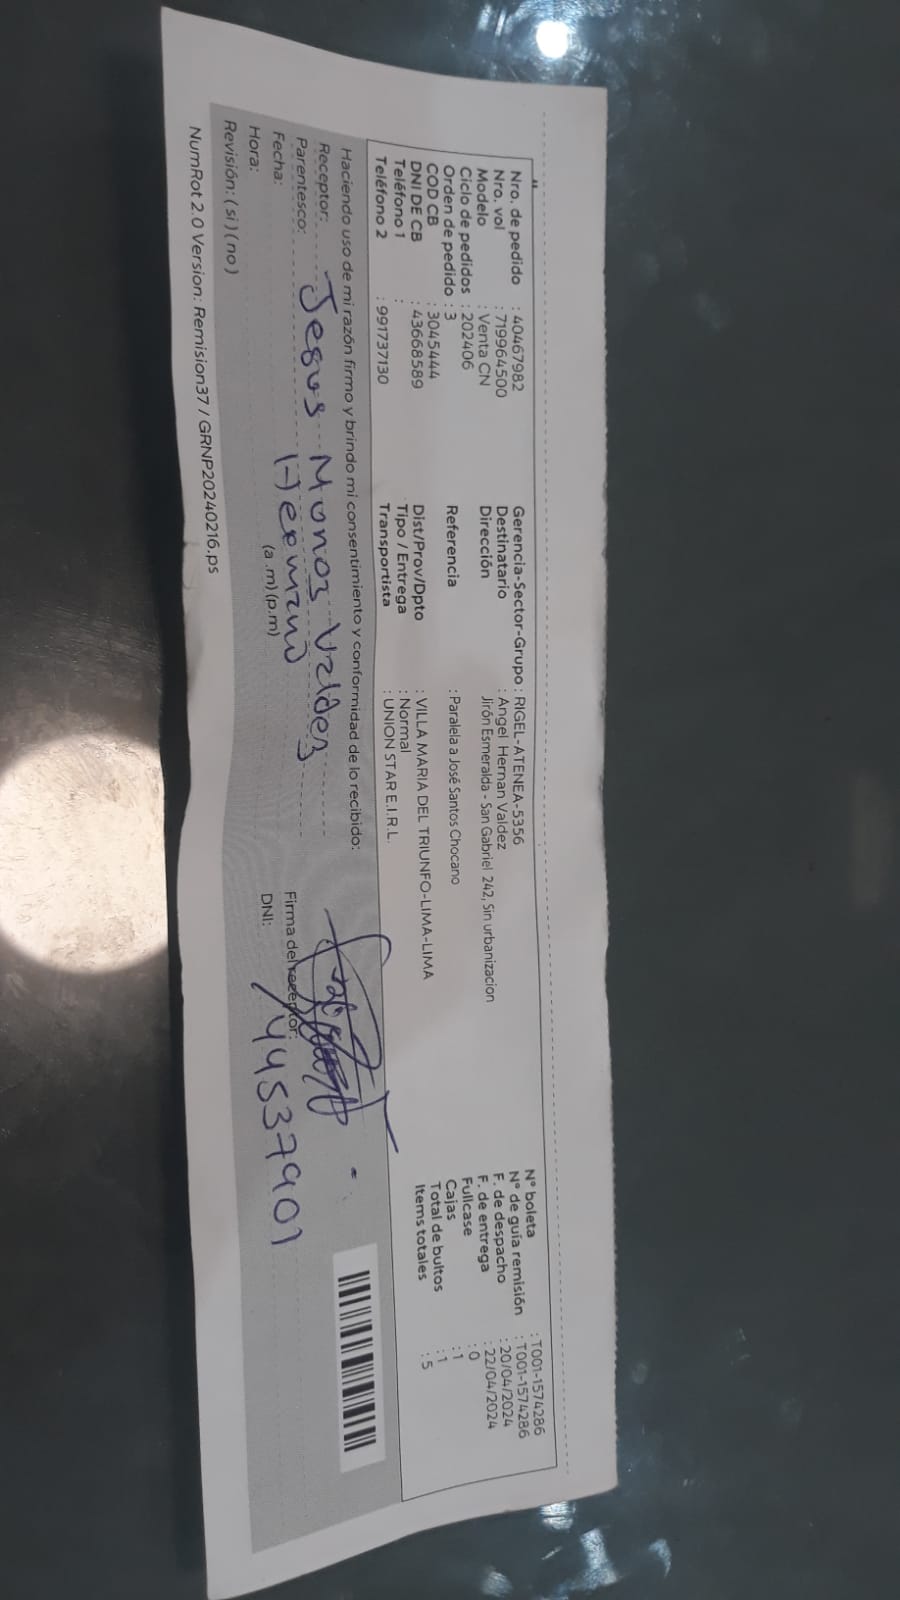 Nro. de pedido : 40467982
Nro. vol : 719964500
Modelo : Venta CN
Ciclo de pedidos : 202406
Orden de pedido : 3
COD CB : 3045444
DNI DE CB : 43668589
Teléfono 1 :
Teléfono 2 : 991737130
Gerencia-Sector-Grupo : RIGEL-ATENEA-5356
Destinatario : Angel Hernan Valdez
Dirección Jirón Esmeralda - San Gabriel 242, Sin urbanizacion
Referencia : Paralela a José Santos Chocano
Dist/Prov/Dpto : VILLA MARIA DEL TRIUNFO-LIMA-LIMA
Tipo / Entrega : Normal
Transportista : UNION STAR E.I.R.L.
N° boleta : T001-1574286
N° de guía remisión : T001-1574286
F. de despacho : 20/04/2024
F. de entrega : 22/04/2024
Fullcase : 0
Cajas : 1
Total de bultos : 1
Items totales : 5
Haciendo uso de mi razón firmo y brindo mi consentimiento y conformidad de lo recibido:
Receptor: Jesus Monoz Valdez
Parentesco: Hermano
Fecha:
Hora: (a .m) (p.m)
Revisión: ( si ) ( no )
Firma del receptor:
DNI: 44537901
NumRot 2.0 Version: Remision37 / GRNP20240216.ps